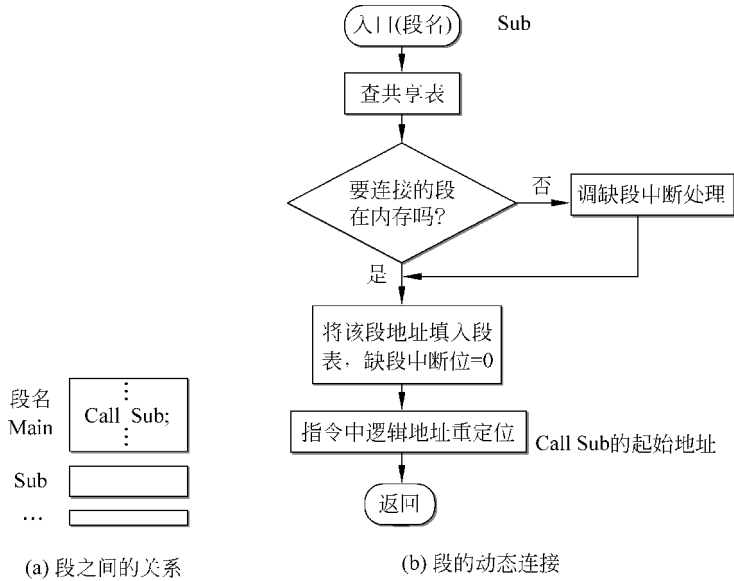 入口(段名)
Sub
查共享表
要连接的段
在内存吗?
否
调缺段中断处理
是
将该段地址填入段
表，缺段中断位=0
指令中逻辑地址重定位
Call Sub的起始地址
返回
(b) 段的动态连接
段名
Main
⋮
Call Sub;
⋮
Sub
…
(a) 段之间的关系